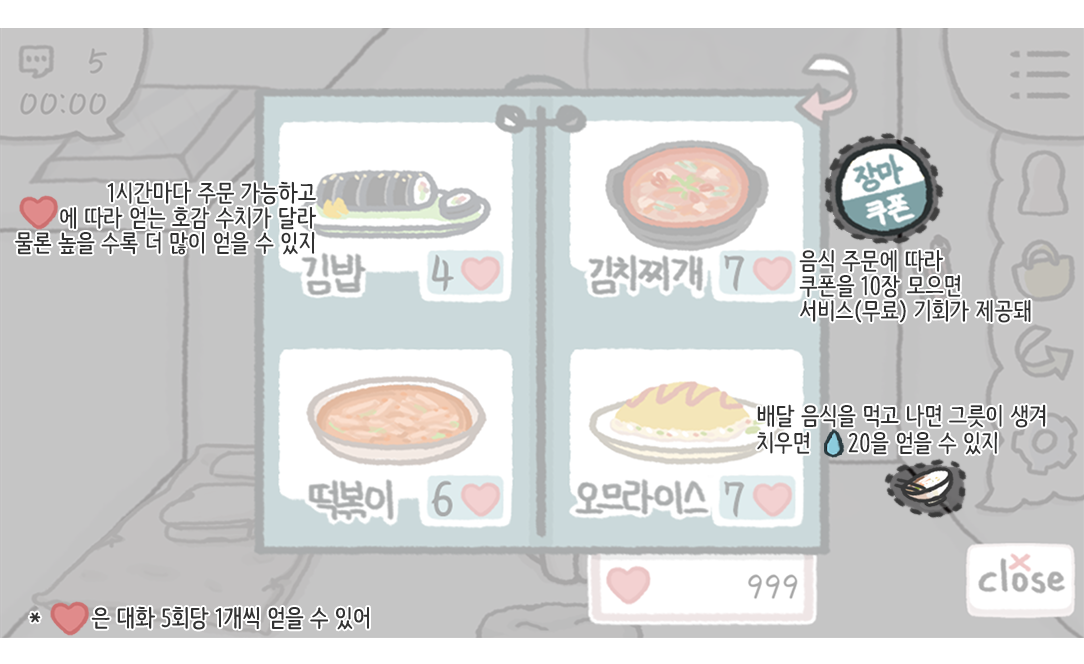 5
00:00
1시간마다 주문 가능하고
에 따라 얻는 호감 수치가 달라
물론 높을 수록 더 많이 얻을 수 있지
김밥
4
김치찌개
7
장마
쿠폰
음식 주문에 따라
쿠폰을 10장 모으면
서비스(무료) 기회가 제공돼
떡볶이
6
오므라이스
7
배달 음식을 먹고 나면 그릇이 생겨
치우면 20을 얻을 수 있지
999
close
* 은 대화 5회당 1개씩 얻을 수 있어